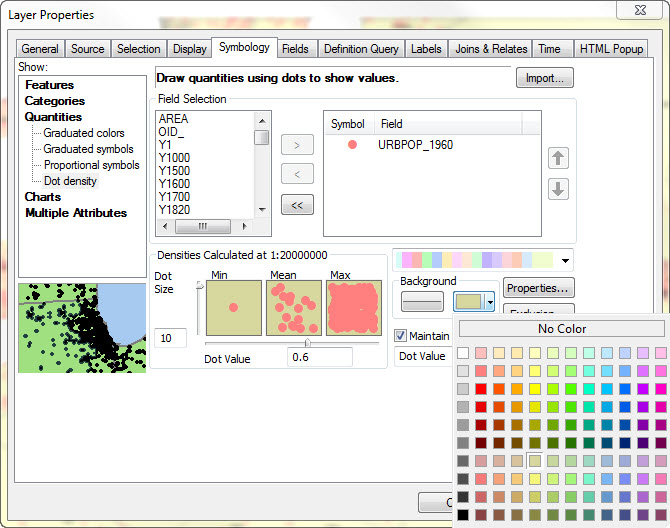 Layer Properties
General Source Selection Display Symbology Fields Definition Query Labels Joins & Relates Time HTML Popup
Show:
Features
Categories
Quantities
Graduated colors
Graduated symbols
Proportional symbols
Dot density
Charts
Multiple Attributes
Draw quantities using dots to show values.
Import...
Field Selection
AREA
OID_
Y1
Y1000
Y1500
Y1600
Y1700
Y1820
>
<
<<
Symbol Field
URBPOP_1960
Densities Calculated at 1:20000000
Dot
Size
10
Min Mean Max
Dot Value
0.6
Background
Properties...
Maintain
Dot Value
No Color